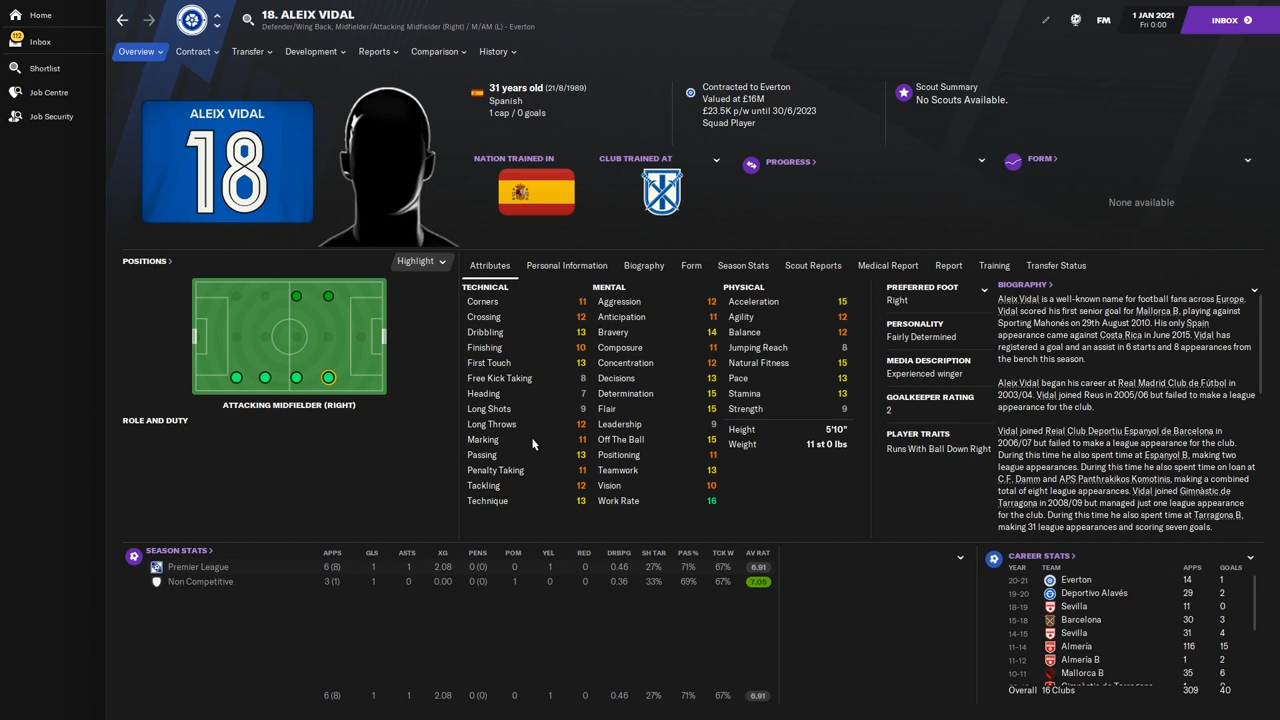 Home
112
Inbox
Shortlist
Job Centre
Job Security
18. ALEIX VIDAL
Defender/Wing Back, Midfielder/Attacking Midfielder (Right) / M/AM (L) - Everton
FM
1 JAN 2021
Fri 0:00
INBOX
Overview
Contract
Transfer
Development
Reports
Comparison
History
ALEIX VIDAL
18
31 years old (21/8/1989)
Spanish
1 cap / 0 goals
Contracted to Everton
Valued at £16M
£23.5K p/w until 30/6/2023
Squad Player
Scout Summary
No Scouts Available.
NATION TRAINED IN
CLUB TRAINED AT
PROGRESS >
FORM >
None available
POSITIONS >
Highlight
ATTACKING MIDFIELDER (RIGHT)
ROLE AND DUTY
Attributes
Personal Information
Biography
Form
Season Stats
Scout Reports
Medical Report
Report
Training
Transfer Status
TECHNICAL
Corners 11
Crossing 12
Dribbling 13
Finishing 10
First Touch 13
Free Kick Taking 8
Heading 7
Long Shots 9
Long Throws 12
Marking 11
Passing 13
Penalty Taking 11
Tackling 12
Technique 13
MENTAL
Aggression 12
Anticipation 11
Bravery 14
Composure 11
Concentration 12
Decisions 13
Determination 15
Flair 15
Leadership 9
Off The Ball 15
Positioning 11
Teamwork 13
Vision 10
Work Rate 16
PHYSICAL
Acceleration 15
Agility 12
Balance 12
Jumping Reach 8
Natural Fitness 15
Pace 13
Stamina 13
Strength 9
Height 5'10"
Weight 11 st 0 lbs
PREFERRED FOOT
Right
PERSONALITY
Fairly Determined
MEDIA DESCRIPTION
Experienced winger
GOALKEEPER RATING
2
PLAYER TRAITS
Runs With Ball Down Right
BIOGRAPHY >
Aleix Vidal is a well-known name for football fans across Europe.
Vidal scored his first senior goal for Mallorca B, playing against
Sporting Mahonés on 29th August 2010. His only Spain
appearance came against Costa Rica in June 2015. Vidal has
registered a goal and an assist in 6 starts and 8 appearances from
the bench this season.
Aleix Vidal began his career at Real Madrid Club de Fútbol in
2003/04. Vidal joined Reus in 2005/06 but failed to make a league
appearance for the club.
Vidal joined Reial Club Deportiu Espanyol de Barcelona in
2006/07 but failed to make a league appearance for the club.
During this time he also spent time at Espanyol B, making two
league appearances. During this time he also spent time on loan at
C.F. Damm and APS Panthrakikos Komotinis, making a combined
total of eight league appearances. Vidal joined Gimnàstic de
Tarragona in 2008/09 but managed just one league appearance
for the club. During this time he also spent time at Tarragona B,
making 31 league appearances and scoring seven goals.
SEASON STATS >
APPS GLS ASTS XG PENS POM YEL RED DRBPG SH TAR PAS% TCK W AV RAT
Premier League 6 (8) 1 1 2.08 0 (0) 0 1 0 0.46 27% 71% 67% 6.91
Non Competitive 3 (1) 1 0 0.00 0 (0) 1 0 0 0.36 33% 69% 67% 7.05
6 (8) 1 1 2.08 0 (0) 0 1 0 0.46 27% 71% 67% 6.91
CAREER STATS >
YEAR TEAM APPS GOALS
20-21 Everton 14 1
19-20 Deportivo Alavés 29 2
18-19 Sevilla 11 0
15-18 Barcelona 30 3
14-15 Sevilla 31 4
11-14 Almería 116 15
11-12 Almería B 1 2
10-11 Mallorca B 35 6
Overall 16 Clubs 309 40